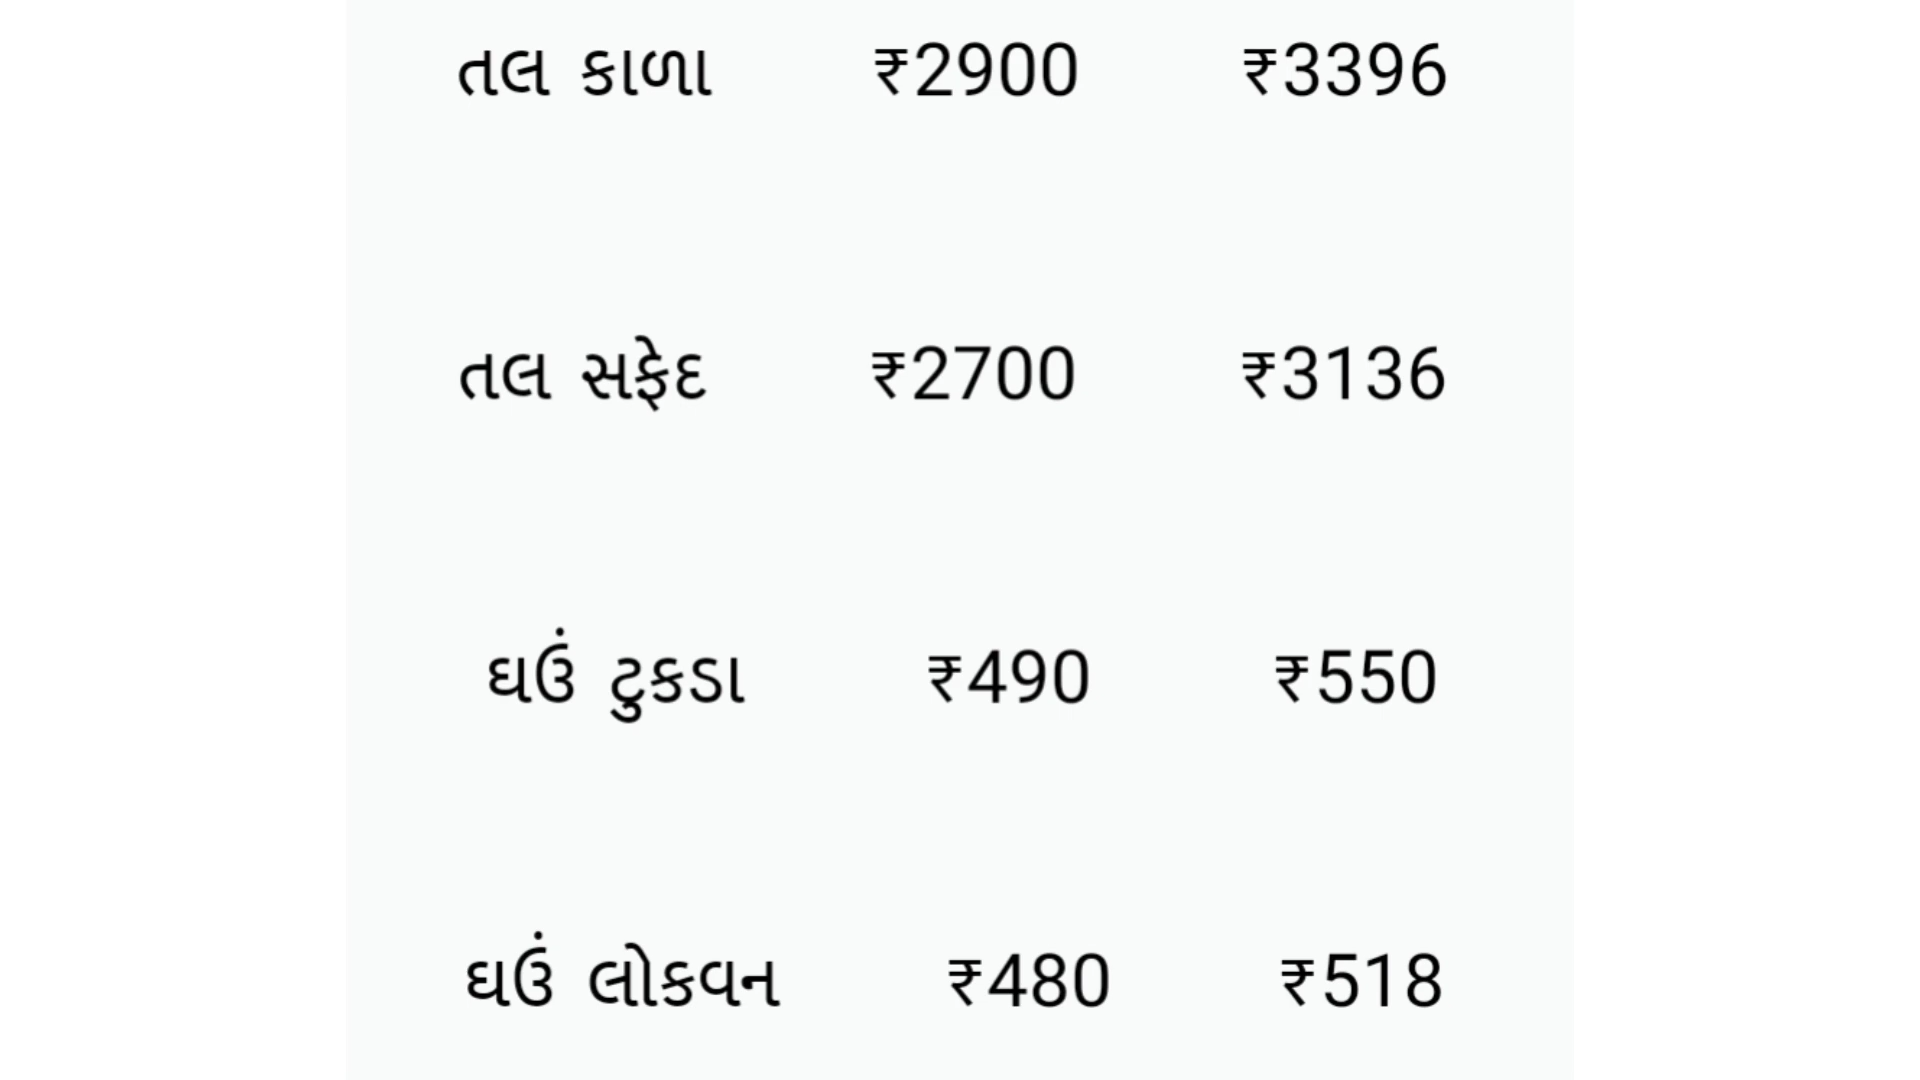 તલ કાળા ₹2900 ₹3396
તલ સફેદ ₹2700 ₹3136
ઘઉં ટુકડા ₹490 ₹550
ઘઉં લોકવન ₹480 ₹518